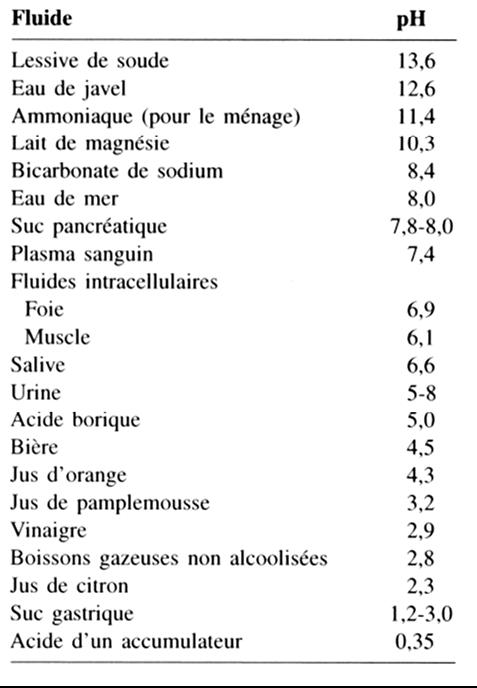 Fluide pH
Lessive de soude 13,6
Eau de javel 12,6
Ammoniaque (pour le ménage) 11,4
Lait de magnésie 10,3
Bicarbonate de sodium 8,4
Eau de mer 8,0
Suc pancréatique 7,8-8,0
Plasma sanguin 7,4
Fluides intracellulaires
Foie 6,9
Muscle 6,1
Salive 6,6
Urine 5-8
Acide borique 5,0
Bière 4,5
Jus d'orange 4,3
Jus de pamplemousse 3,2
Vinaigre 2,9
Boissons gazeuses non alcoolisées 2,8
Jus de citron 2,3
Suc gastrique 1,2-3,0
Acide d'un accumulateur 0,35